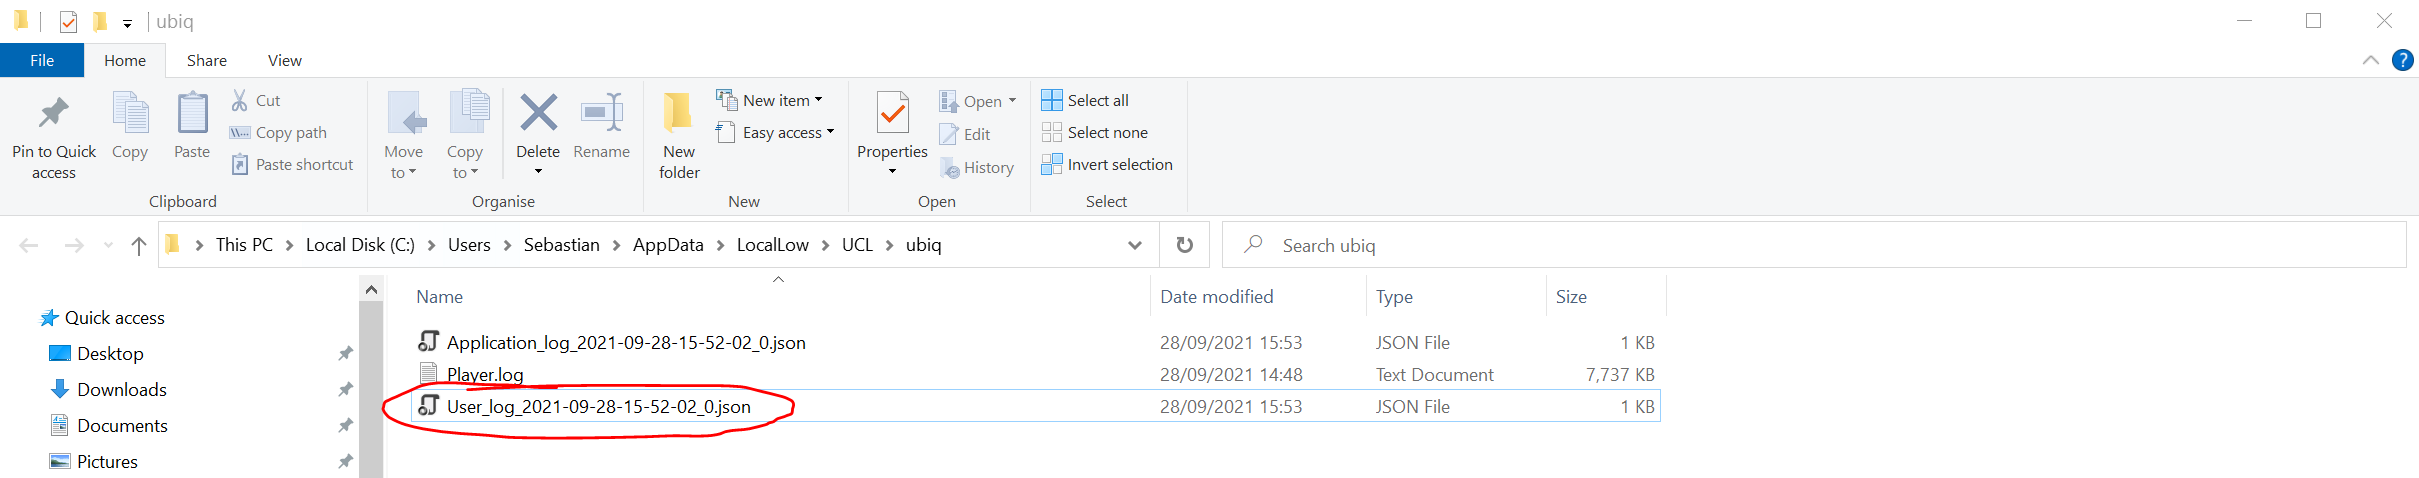 ubiq
File Home Share View
Pin to Quick access
Copy
Paste
Cut
Copy path
Paste shortcut
Clipboard
Move to
Copy to
Delete
Rename
Organise
New folder
New item
Easy access
New
Properties
Open
Edit
History
Open
Select all
Select none
Invert selection
Select
This PC Local Disk (C:) Users Sebastian AppData LocalLow UCL ubiq
Search ubiq
Quick access
Desktop
Downloads
Documents
Pictures
Name Date modified Type Size
Application_log_2021-09-28-15-52-02_0.json 28/09/2021 15:53 JSON File 1 KB
Player.log 28/09/2021 14:48 Text Document 7,737 KB
User_log_2021-09-28-15-52-02_0.json 28/09/2021 15:53 JSON File 1 KB